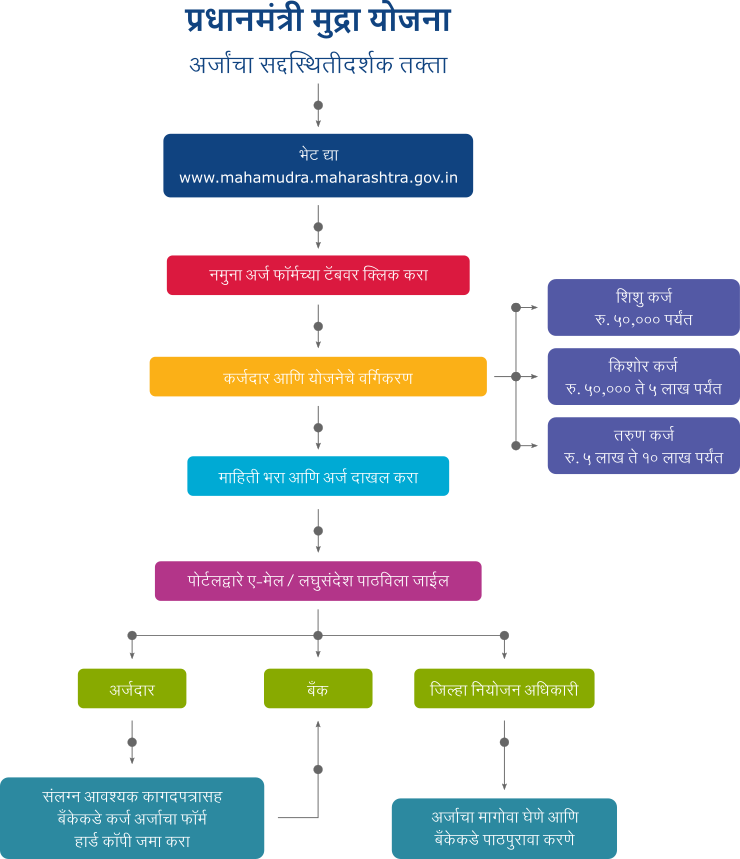 प्रधानमंत्री मुद्रा योजना
अर्जांचा सद्दस्थितीदर्शक तक्ता
भेट द्या
www.mahamudra.maharashtra.gov.in
नमुना अर्ज फॉर्मच्या टॅबवर क्लिक करा
कर्जदार आणि योजनेचे वर्गिकरण
शिशु कर्ज
रु. ५०,००० पर्यंत
किशोर कर्ज
रु. ५०,००० ते ५ लाख पर्यंत
तरुण कर्ज
रु. ५ लाख ते १० लाख पर्यंत
माहिती भरा आणि अर्ज दाखल करा
पोर्टलद्वारे ए-मेल / लघुसंदेश पाठविला जाईल
अर्जदार
बँक
जिल्हा नियोजन अधिकारी
संलग्न आवश्यक कागदपत्रासह
बँकेकडे कर्ज अर्जाचा फॉर्म
हार्ड कॉपी जमा करा
अर्जाचा मागोवा घेणे आणि
बँकेकडे पाठपुरावा करणे